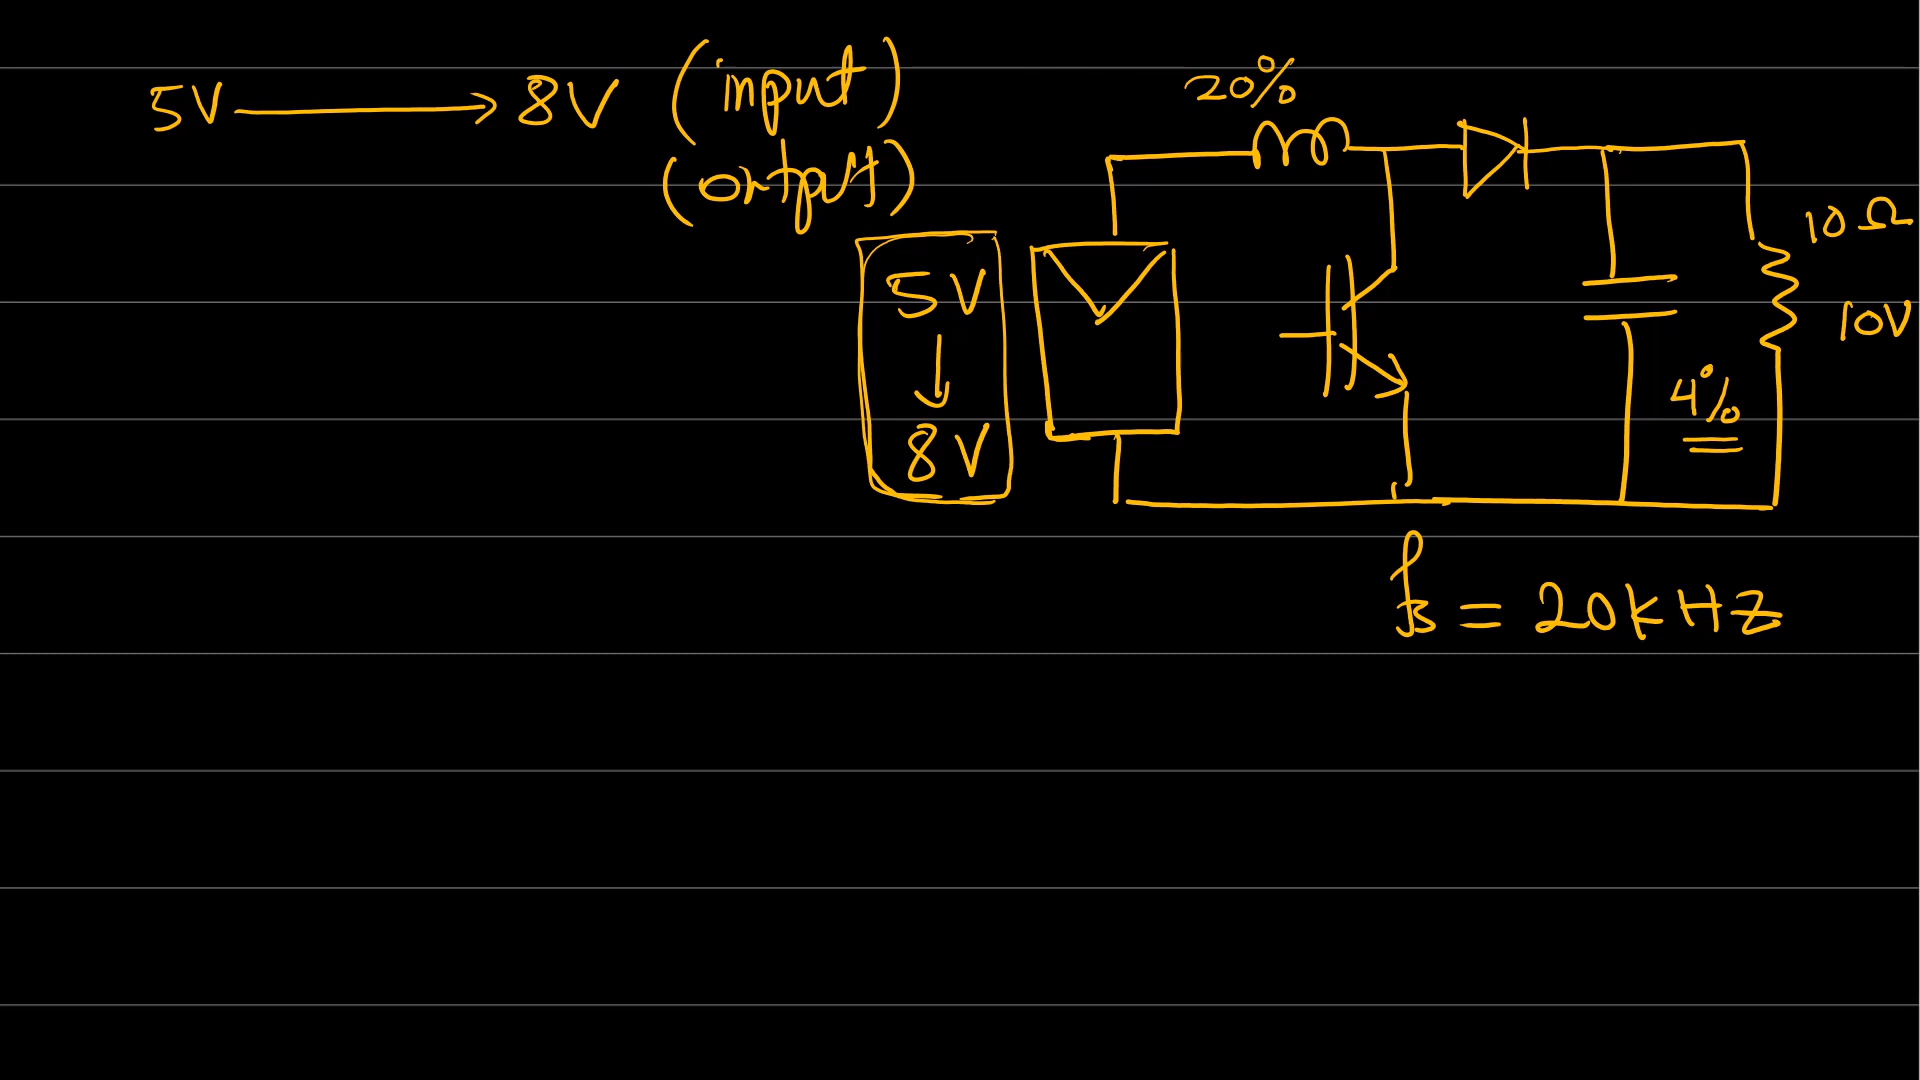 5V → 8V (input)
(output)
20%
10Ω
10V
5V
↓
8V
4%
fs = 20kHz